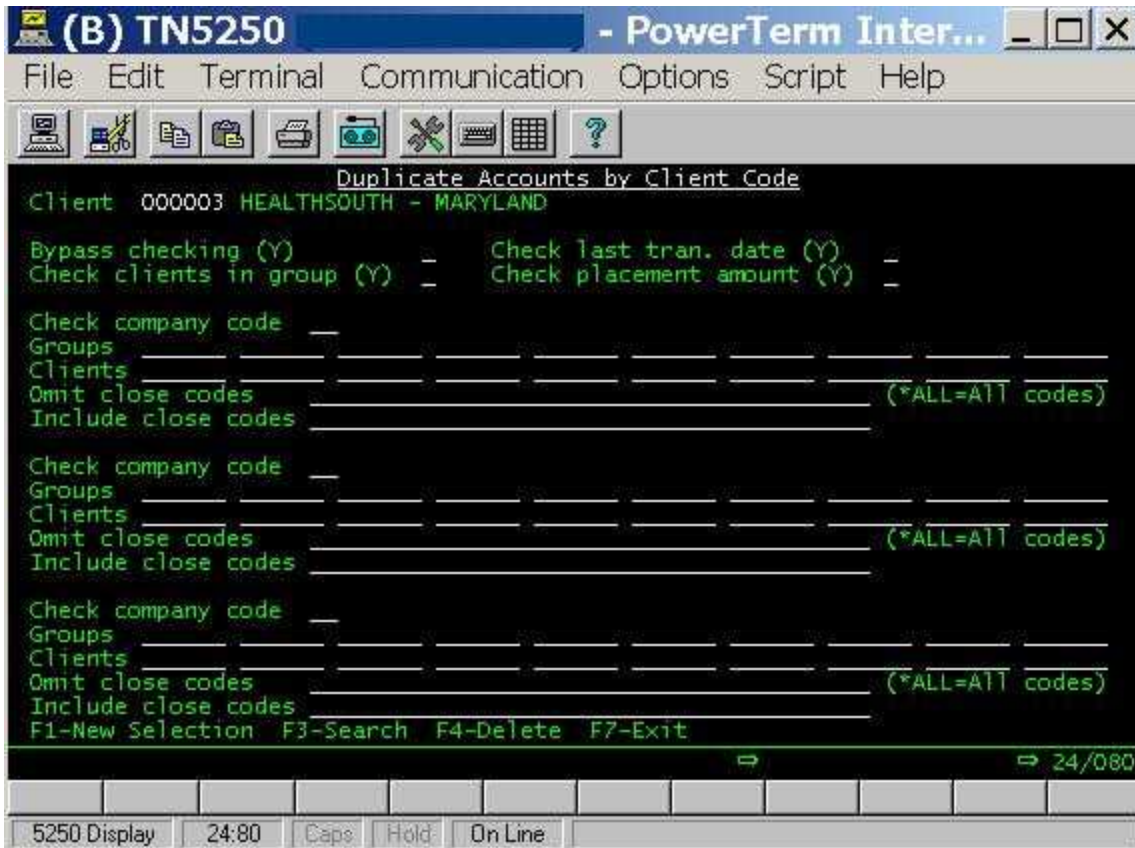 (B) TN5250 - PowerTerm Inter...
File Edit Terminal Communication Options Script Help
Duplicate Accounts by Client Code
Client 000003 HEALTHSOUTH - MARYLAND
Bypass checking (Y) _ Check last tran. date (Y) _
Check clients in group (Y) _ Check placement amount (Y) _
Check company code __
Groups
Clients
Omit close codes (*ALL=All codes)
Include close codes
Check company code __
Groups
Clients
Omit close codes (*ALL=All codes)
Include close codes
Check company code __
Groups
Clients
Omit close codes (*ALL=All codes)
Include close codes
F1-New Selection F3-Search F4-Delete F7-Exit
⇨ ⇨ 24/080
5250 Display 24:80 Caps Hold On Line